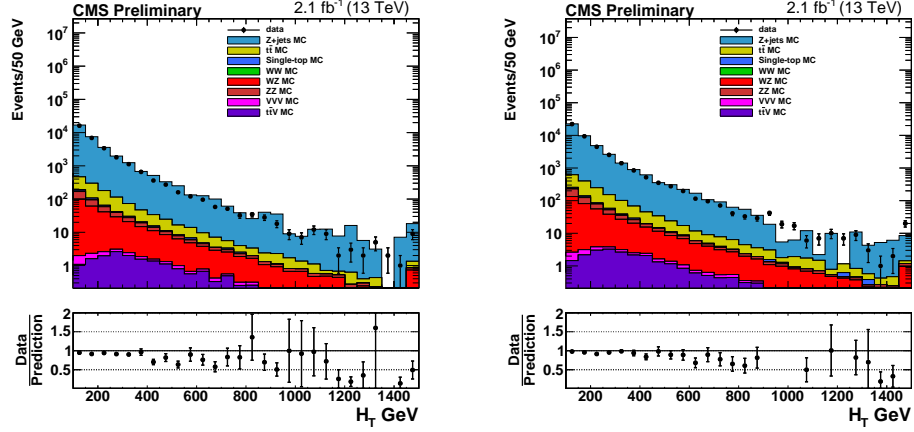 CMS Preliminary 2.1 fb⁻¹ (13 TeV)
Events/50 GeV
10⁷
10⁶
10⁵
10⁴
10³
10²
10
1
data
Z+jets MC
tt̄ MC
Single-top MC
WW MC
WZ MC
ZZ MC
VVV MC
tt̄V MC
Data
Prediction
2
1.5
1
0.5
200 400 600 800 1000 1200 1400
H_T GeV
CMS Preliminary 2.1 fb⁻¹ (13 TeV)
Events/50 GeV
10⁷
10⁶
10⁵
10⁴
10³
10²
10
1
data
Z+jets MC
tt̄ MC
Single-top MC
WW MC
WZ MC
ZZ MC
VVV MC
tt̄V MC
Data
Prediction
2
1.5
1
0.5
200 400 600 800 1000 1200 1400
H_T GeV